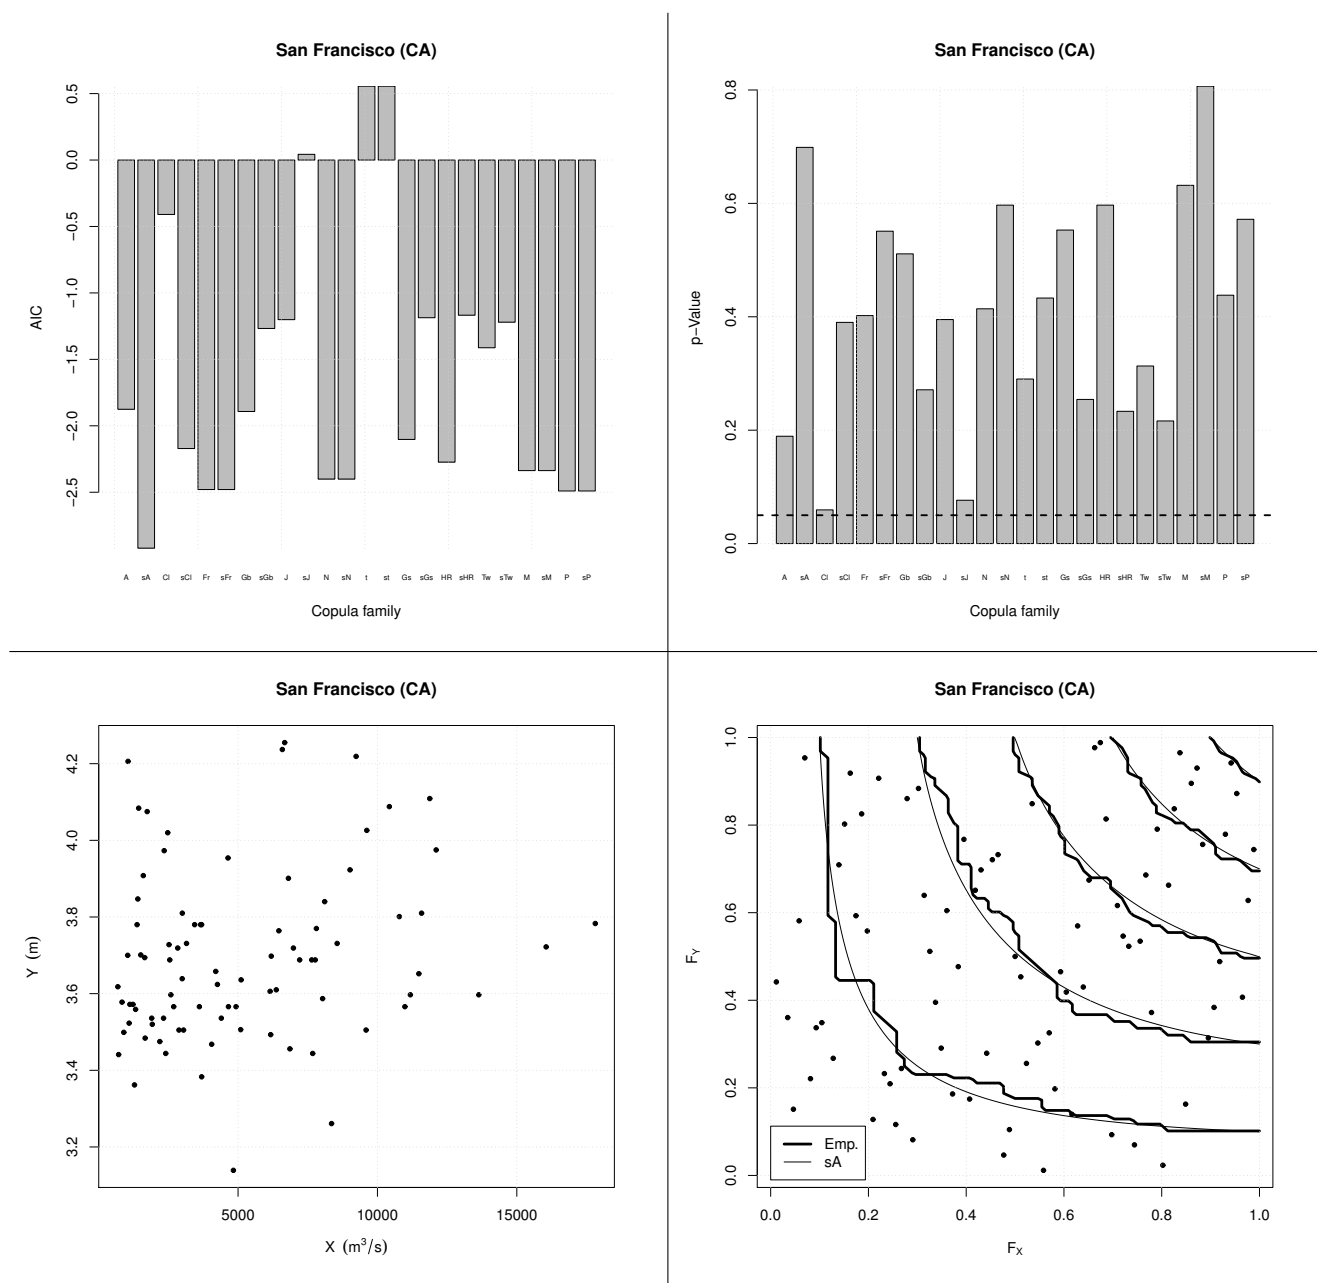 San Francisco (CA)
AIC
0.5
0.0
−0.5
−1.0
−1.5
−2.0
−2.5
A sA Cl sCl Fr sFr Gb sGb J sJ N sN t st Gs sGs HR sHR Tw sTw M sM P sP
Copula family
San Francisco (CA)
p−Value
0.8
0.6
0.4
0.2
0.0
A sA Cl sCl Fr sFr Gb sGb J sJ N sN t st Gs sGs HR sHR Tw sTw M sM P sP
Copula family
San Francisco (CA)
Y (m)
4.2
4.0
3.8
3.6
3.4
3.2
5000 10000 15000
X (m³/s)
San Francisco (CA)
F_Y
1.0
0.8
0.6
0.4
0.2
0.0
Emp.
sA
0.0 0.2 0.4 0.6 0.8 1.0
F_X